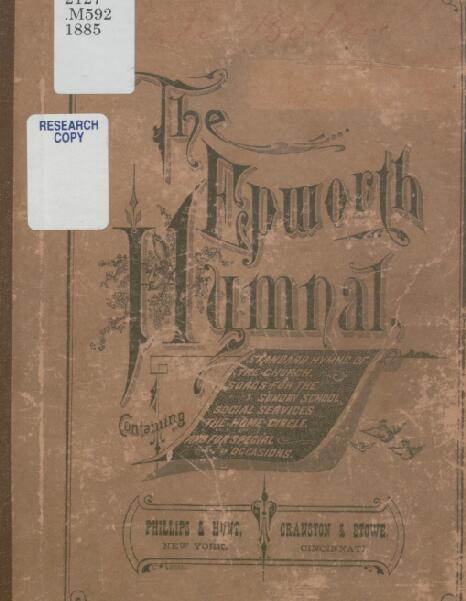 2127
.M592
1885
RESEARCH
COPY
The
Epworth
Hymnal.
Containing
STANDARD HYMNS OF
THE CHURCH,
SONGS FOR THE
SUNDAY SCHOOL,
SOCIAL SERVICES
THE HOME CIRCLE,
AND FOR SPECIAL
OCCASIONS.
PHILLIPS & HUNT, CRANSTON & STOWE,
NEW YORK. CINCINNATI